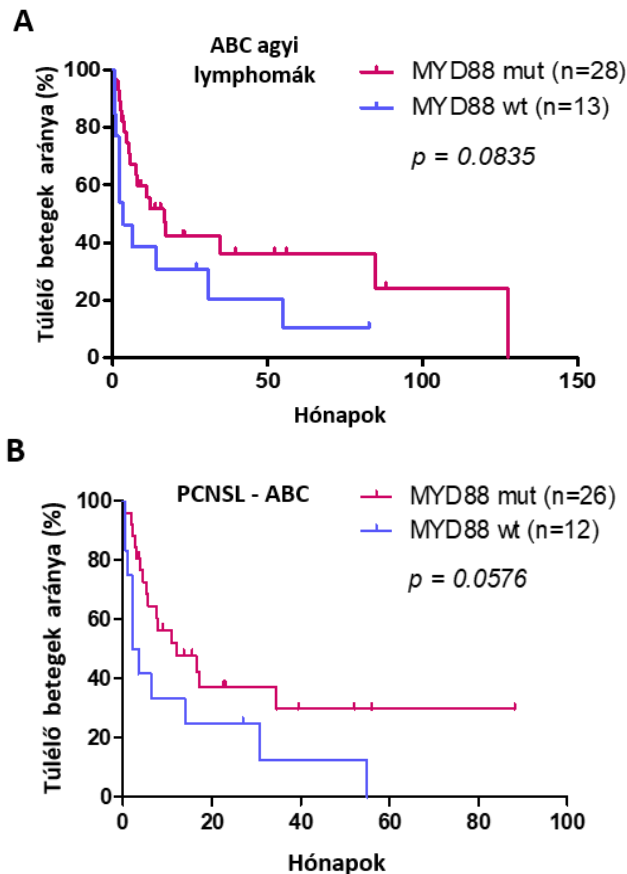 A
ABC agyi
lymphomák
MYD88 mut (n=28)
MYD88 wt (n=13)
p = 0.0835
Túlélő betegek aránya (%)
100
80
60
40
20
0
0 50 100 150
Hónapok
B
PCNSL - ABC
MYD88 mut (n=26)
MYD88 wt (n=12)
p = 0.0576
Túlélő betegek aránya (%)
100
80
60
40
20
0
0 20 40 60 80 100
Hónapok